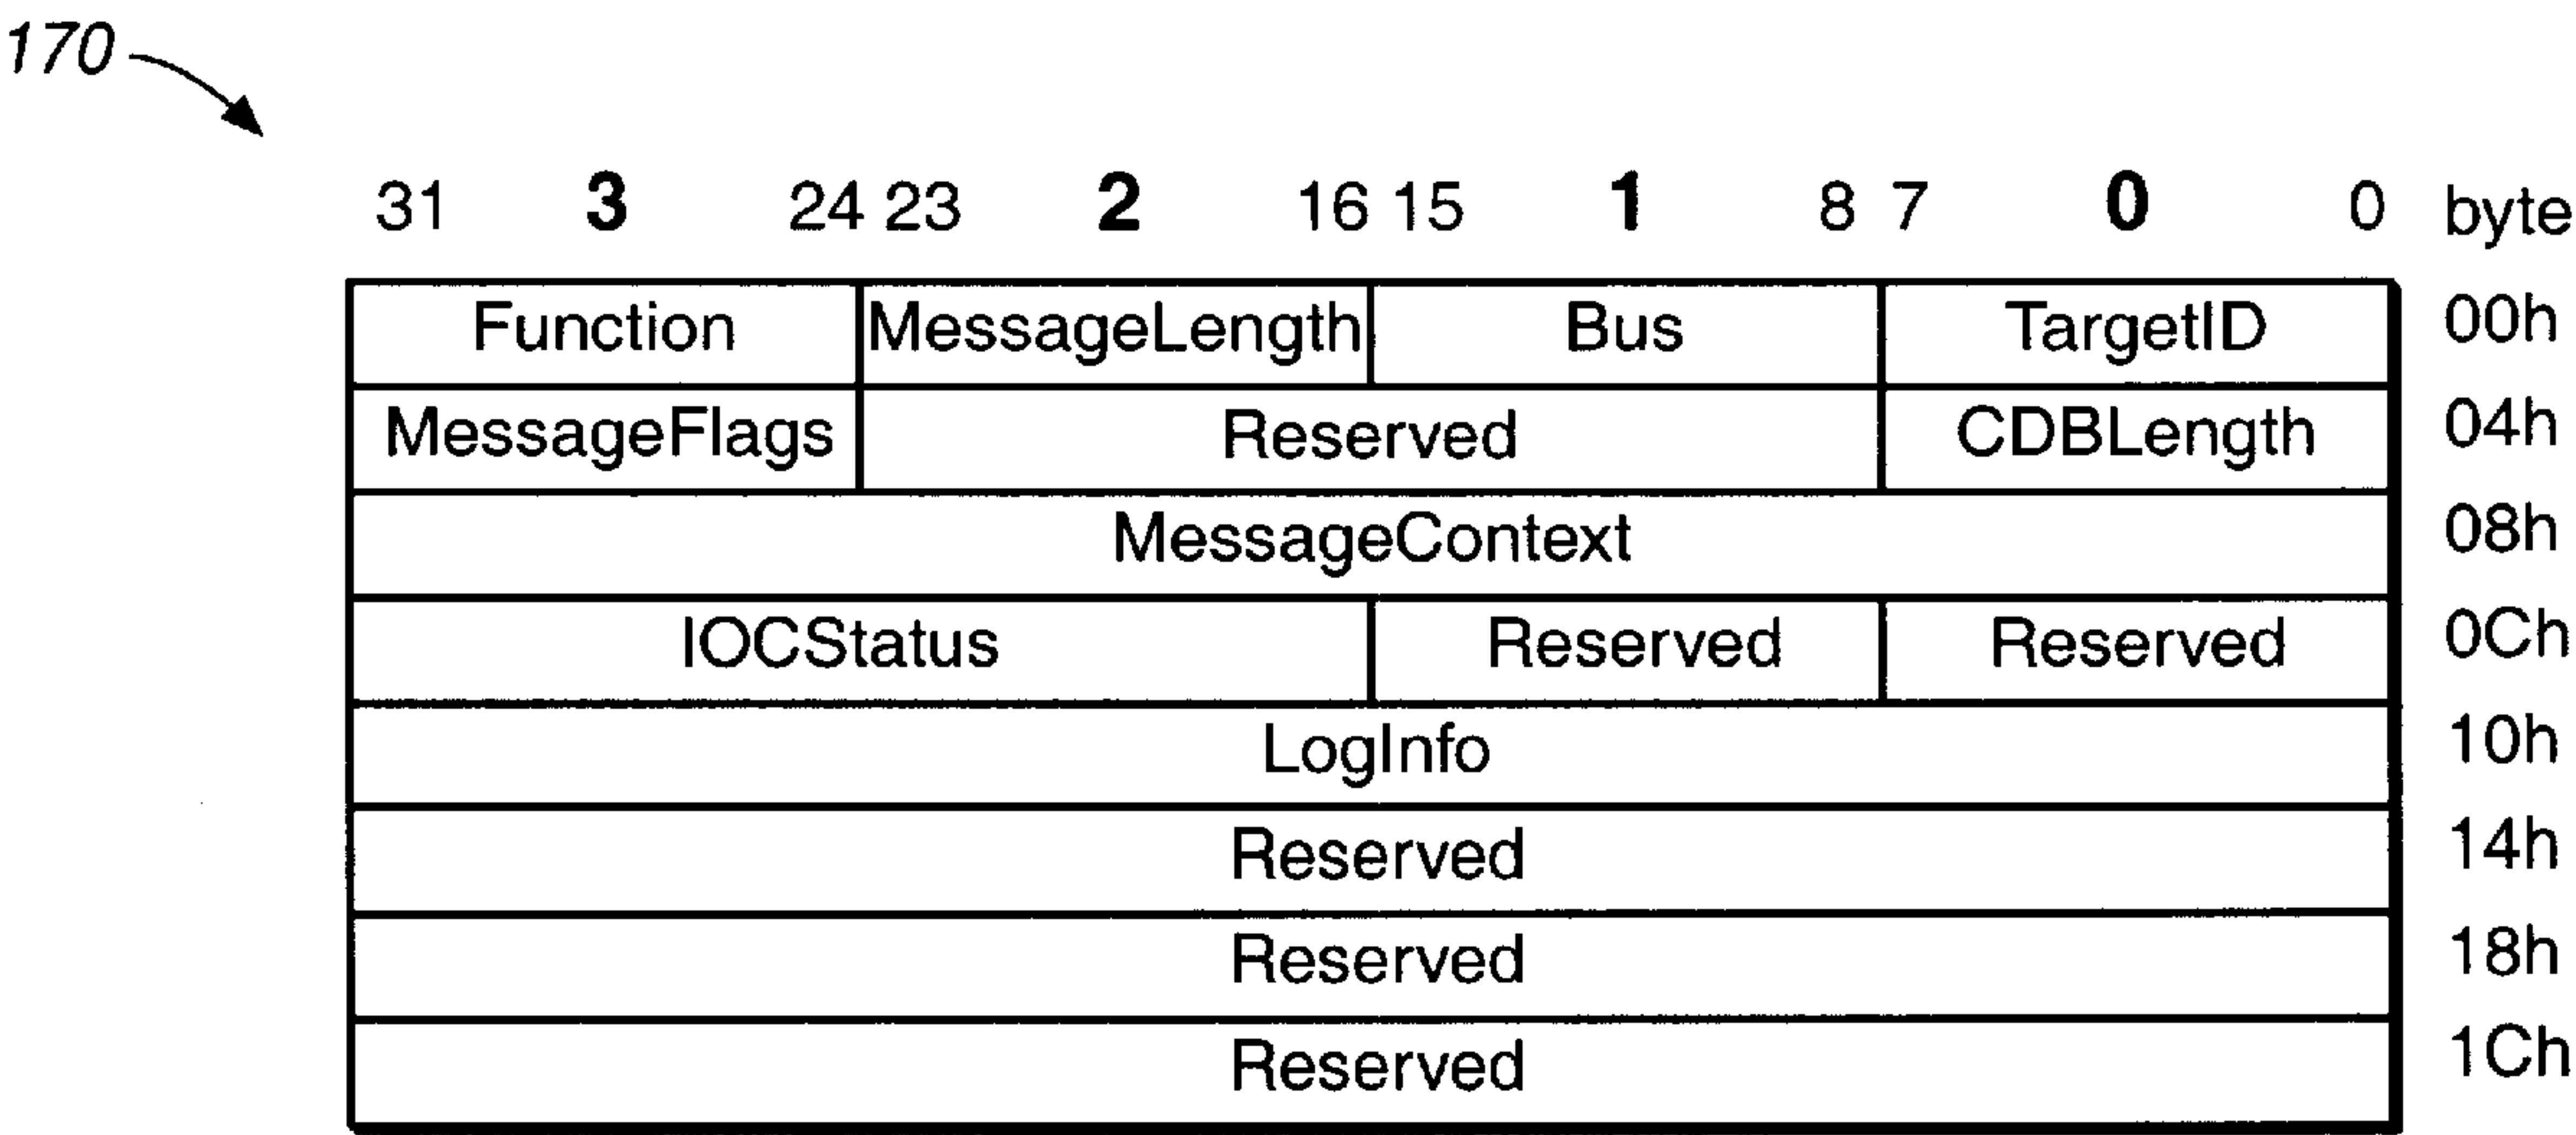 170
31 3 24 23 2 16 15 1 8 7 0 0 byte
Function MessageLength Bus TargetID 00h
MessageFlags Reserved CDBLength 04h
MessageContext 08h
IOCStatus Reserved Reserved 0Ch
LogInfo 10h
Reserved 14h
Reserved 18h
Reserved 1Ch